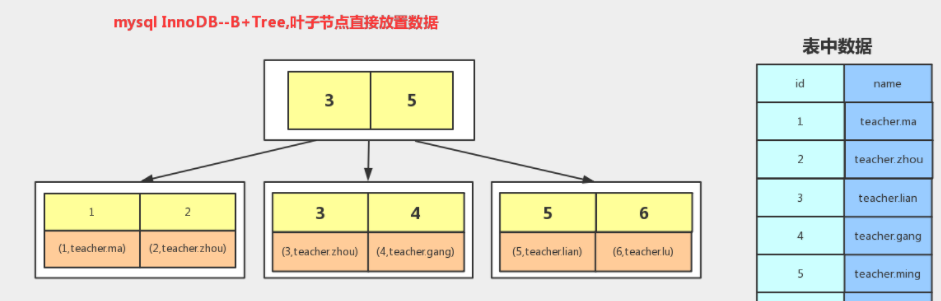 mysql InnoDB--B+Tree,叶子节点直接放置数据
表中数据
3 5
1 2 3 4 5 6
(1,teacher.ma) (2,teacher.zhou) (3,teacher.zhou) (4,teacher.gang) (5,teacher.lian) (6,teacher.lu)
id name
1 teacher.ma
2 teacher.zhou
3 teacher.lian
4 teacher.gang
5 teacher.ming